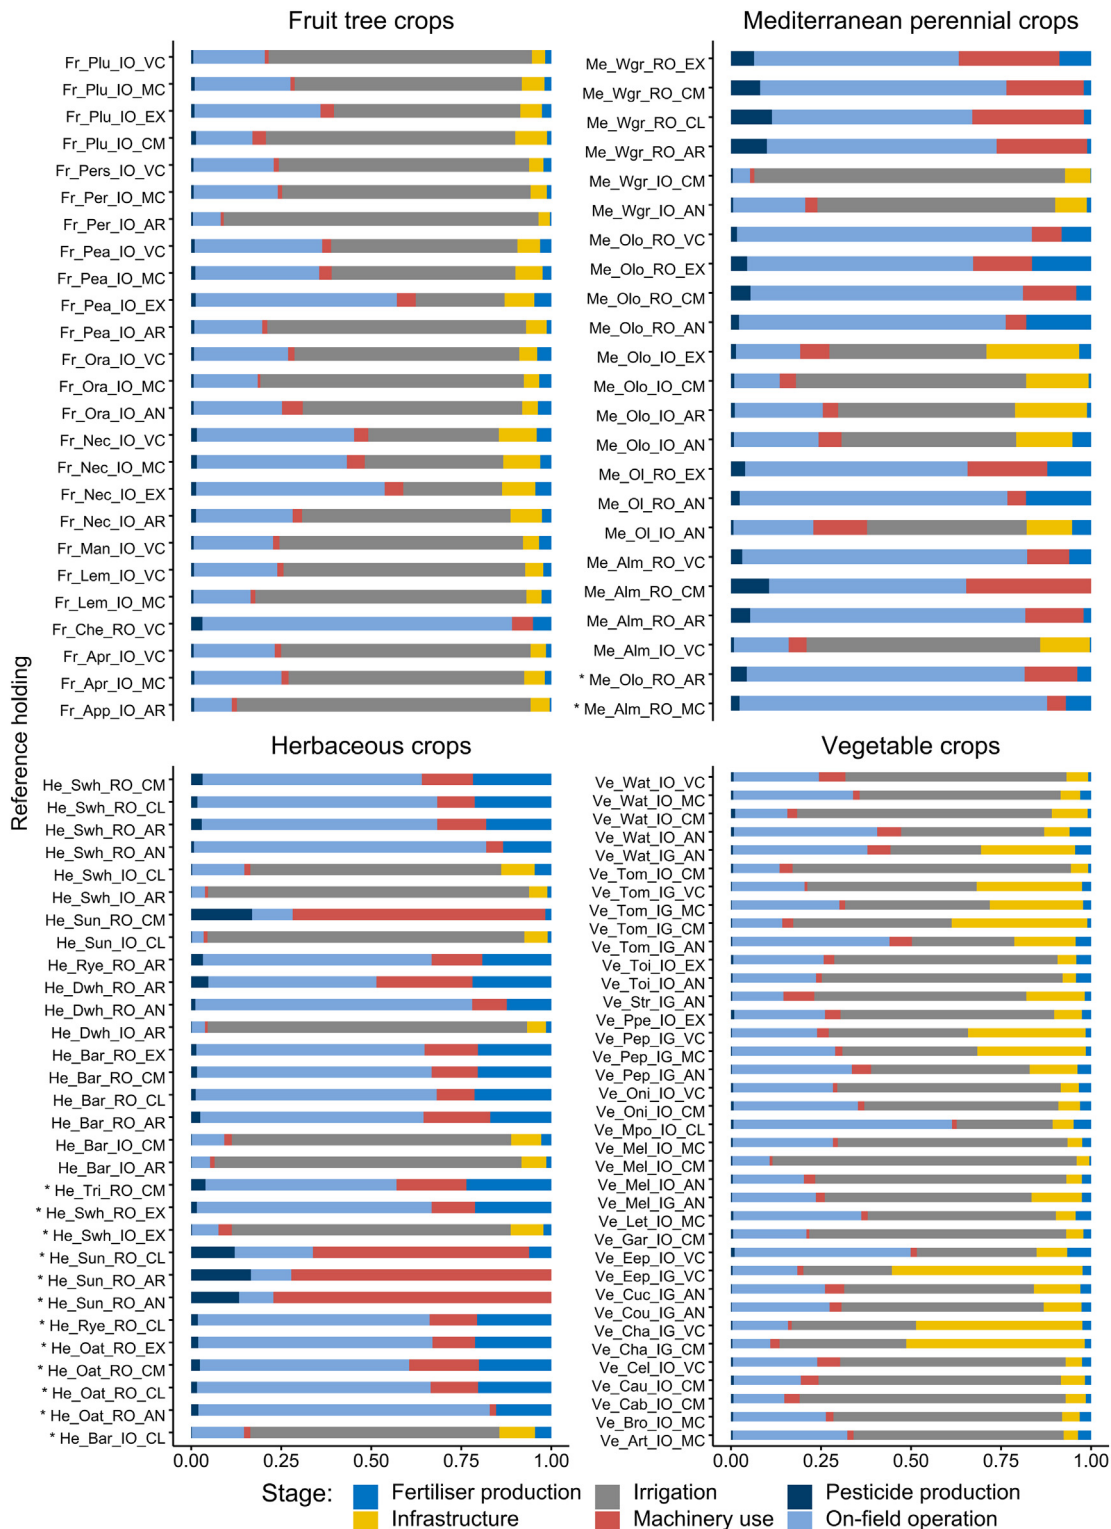 Fruit tree crops
Fr_Plu_IO_VC
Fr_Plu_IO_MC
Fr_Plu_IO_EX
Fr_Plu_IO_CM
Fr_Pers_IO_VC
Fr_Per_IO_MC
Fr_Per_IO_AR
Fr_Pea_IO_VC
Fr_Pea_IO_MC
Fr_Pea_IO_EX
Fr_Pea_IO_AR
Fr_Ora_IO_VC
Fr_Ora_IO_MC
Fr_Ora_IO_AN
Fr_Nec_IO_VC
Fr_Nec_IO_MC
Fr_Nec_IO_EX
Fr_Nec_IO_AR
Fr_Man_IO_VC
Fr_Lem_IO_VC
Fr_Lem_IO_MC
Fr_Che_RO_VC
Fr_Apr_IO_VC
Fr_Apr_IO_MC
Fr_App_IO_AR
Mediterranean perennial crops
Me_Wgr_RO_EX
Me_Wgr_RO_CM
Me_Wgr_RO_CL
Me_Wgr_RO_AR
Me_Wgr_IO_CM
Me_Wgr_IO_AN
Me_Olo_RO_VC
Me_Olo_RO_EX
Me_Olo_RO_CM
Me_Olo_RO_AN
Me_Olo_IO_EX
Me_Olo_IO_CM
Me_Olo_IO_AR
Me_Olo_IO_AN
Me_Ol_RO_EX
Me_Ol_RO_AN
Me_Ol_IO_AN
Me_Alm_RO_VC
Me_Alm_RO_CM
Me_Alm_RO_AR
Me_Alm_IO_VC
* Me_Olo_RO_AR
* Me_Alm_RO_MC
Reference holding
Herbaceous crops
He_Swh_RO_CM
He_Swh_RO_CL
He_Swh_RO_AR
He_Swh_RO_AN
He_Swh_IO_CL
He_Swh_IO_AR
He_Sun_RO_CM
He_Sun_IO_CL
He_Rye_RO_AR
He_Dwh_RO_AR
He_Dwh_RO_AN
He_Dwh_IO_AR
He_Bar_RO_EX
He_Bar_RO_CM
He_Bar_RO_CL
He_Bar_RO_AR
He_Bar_IO_CM
He_Bar_IO_AR
* He_Tri_RO_CM
* He_Swh_RO_EX
* He_Swh_IO_EX
* He_Sun_RO_CL
* He_Sun_RO_AR
* He_Sun_RO_AN
* He_Rye_RO_CL
* He_Oat_RO_EX
* He_Oat_RO_CM
* He_Oat_RO_CL
* He_Oat_RO_AN
* He_Bar_IO_CL
0.00 0.25 0.50 0.75 1.00
Vegetable crops
Ve_Wat_IO_VC
Ve_Wat_IO_MC
Ve_Wat_IO_CM
Ve_Wat_IO_AN
Ve_Wat_IG_AN
Ve_Tom_IO_CM
Ve_Tom_IG_VC
Ve_Tom_IG_MC
Ve_Tom_IG_CM
Ve_Tom_IG_AN
Ve_Toi_IO_EX
Ve_Toi_IO_AN
Ve_Str_IG_AN
Ve_Ppe_IO_EX
Ve_Pep_IG_VC
Ve_Pep_IG_MC
Ve_Pep_IG_AN
Ve_Oni_IO_VC
Ve_Oni_IO_CM
Ve_Mpo_IO_CL
Ve_Mel_IO_MC
Ve_Mel_IO_CM
Ve_Mel_IO_AN
Ve_Mel_IG_AN
Ve_Let_IO_MC
Ve_Gar_IO_CM
Ve_Eep_IO_VC
Ve_Eep_IG_VC
Ve_Cuc_IG_AN
Ve_Cou_IG_AN
Ve_Cha_IG_VC
Ve_Cha_IG_CM
Ve_Cel_IO_VC
Ve_Cau_IO_CM
Ve_Cab_IO_CM
Ve_Bro_IO_MC
Ve_Art_IO_MC
0.00 0.25 0.50 0.75 1.00
Stage: Fertiliser production Irrigation Pesticide production
Infrastructure Machinery use On-field operation